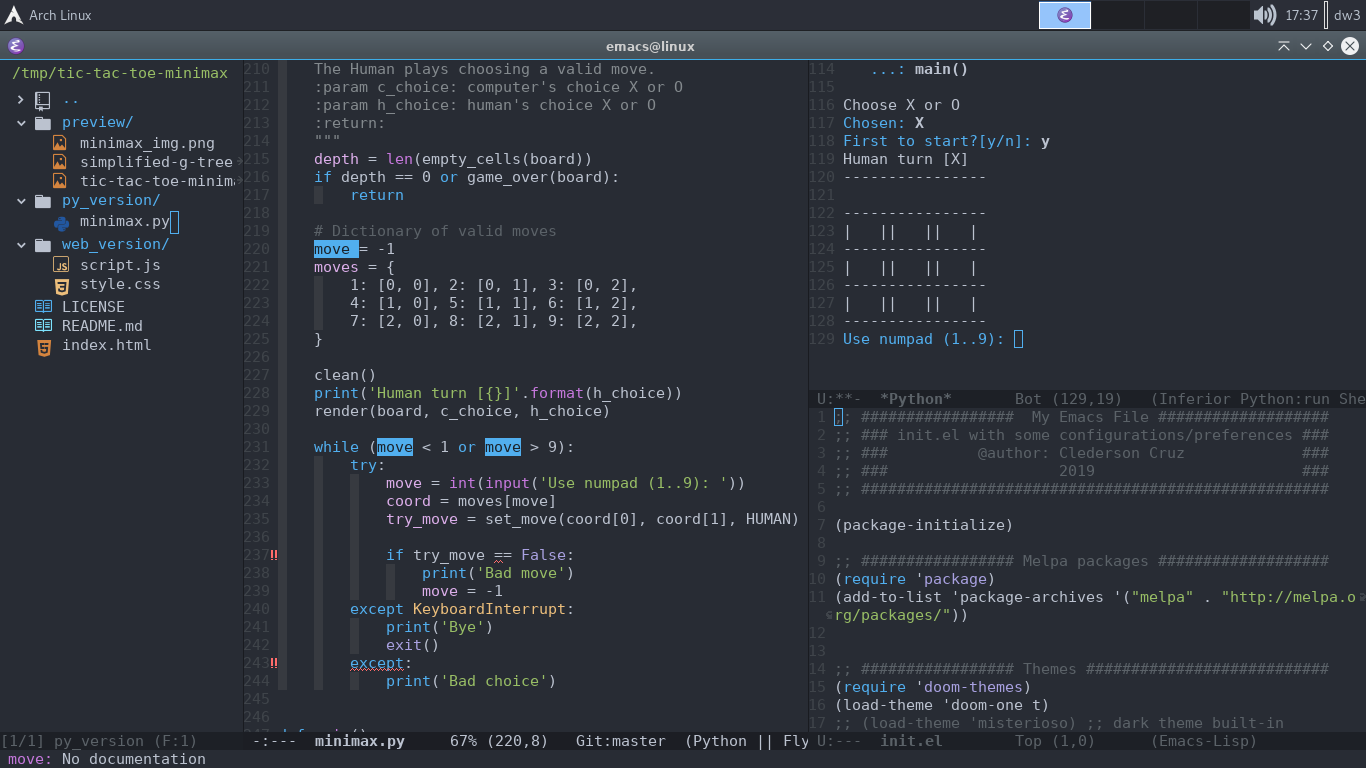 Arch Linux
17:37
dw3
emacs@linux
/tmp/tic-tac-toe-minimax
..
preview/
minimax_img.png
simplified-g-tree
tic-tac-toe-minima
py_version/
minimax.py
web_version/
script.js
style.css
LICENSE
README.md
index.html
[1/1] py_version (F:1)
210 The Human plays choosing a valid move.
211 :param c_choice: computer's choice X or O
212 :param h_choice: human's choice X or O
213 :return:
214 """
215 depth = len(empty_cells(board))
216 if depth == 0 or game_over(board):
217     return
218
219 # Dictionary of valid moves
220 move = -1
221 moves = {
222     1: [0, 0], 2: [0, 1], 3: [0, 2],
223     4: [1, 0], 5: [1, 1], 6: [1, 2],
224     7: [2, 0], 8: [2, 1], 9: [2, 2],
225 }
226
227 clean()
228 print('Human turn [{}]'.format(h_choice))
229 render(board, c_choice, h_choice)
230
231 while (move < 1 or move > 9):
232     try:
233         move = int(input('Use numpad (1..9): '))
234         coord = moves[move]
235         try_move = set_move(coord[0], coord[1], HUMAN)
236
237!!         if try_move == False:
238             print('Bad move')
239             move = -1
240     except KeyboardInterrupt:
241         print('Bye')
242         exit()
243!!     except:
244         print('Bad choice')
245
246
-:---  minimax.py     67% (220,8)   Git:master  (Python || Fly
114    ...: main()
115
116 Choose X or O
117 Chosen: X
118 First to start?[y/n]: y
119 Human turn [X]
120 ----------------
121
122 ----------------
123 |   ||   ||   |
124 ----------------
125 |   ||   ||   |
126 ----------------
127 |   ||   ||   |
128 ----------------
129 Use numpad (1..9):
U:**-  *Python*       Bot (129,19)   (Inferior Python:run She
1 ;; #################  My Emacs File ###################
2 ;; ### init.el with some configurations/preferences ###
3 ;; ###          @author: Clederson Cruz             ###
4 ;; ###                   2019                       ###
5 ;; ####################################################
6
7 (package-initialize)
8
9 ;; ################# Melpa packages ###################
10 (require 'package)
11 (add-to-list 'package-archives '("melpa" . "http://melpa.o
rg/packages/"))
12
13
14 ;; ################# Themes ###########################
15 (require 'doom-themes)
16 (load-theme 'doom-one t)
17 ;; (load-theme 'misterioso) ;; dark theme built-in
U:---  init.el        Top (1,0)      (Emacs-Lisp)
move: No documentation